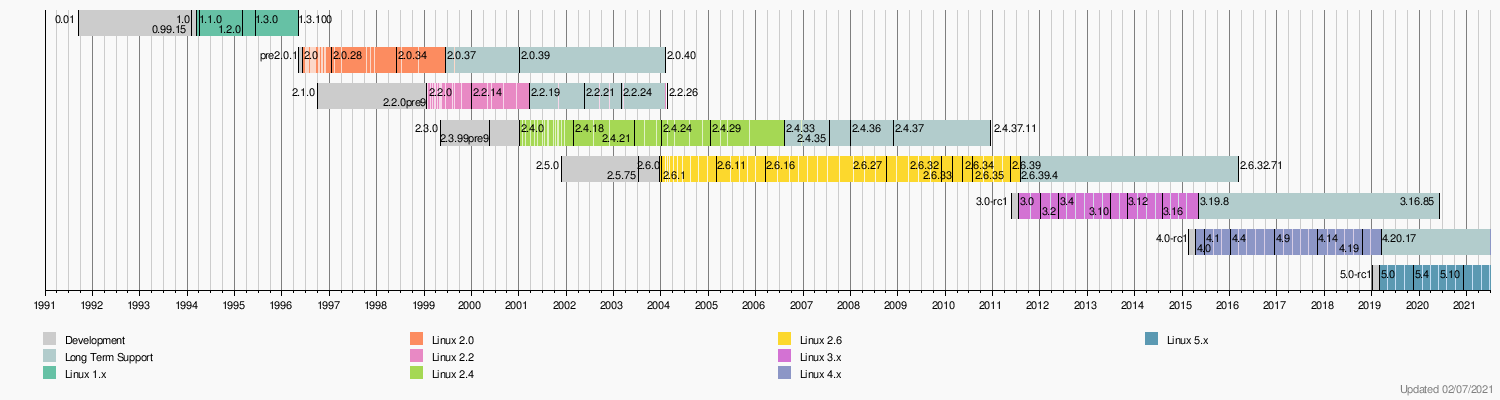 0.01 1.0 1.1.0 1.3.0 1.3.100
0.99.15 1.2.0
pre2.0.1 2.0 2.0.28 2.0.34 2.0.37 2.0.39 2.0.40
2.1.0 2.2.0 2.2.14 2.2.19 2.2.21 2.2.24 2.2.26
2.2.0pre9
2.3.0 2.4.0 2.4.18 2.4.24 2.4.29 2.4.33 2.4.36 2.4.37 2.4.37.11
2.3.99pre9 2.4.21 2.4.35
2.5.0 2.6.0 2.6.11 2.6.16 2.6.27 2.6.32 2.6.34 2.6.39 2.6.32.71
2.5.75 2.6.1 2.6.33 2.6.35 2.6.39.4
3.0-rc1 3.0 3.4 3.12 3.19.8 3.16.85
3.2 3.10 3.16
4.0-rc1 4.1 4.4 4.9 4.14 4.20.17
4.0 4.19
5.0-rc1 5.0 5.4 5.10
1991 1992 1993 1994 1995 1996 1997 1998 1999 2000 2001 2002 2003 2004 2005 2006 2007 2008 2009 2010 2011 2012 2013 2014 2015 2016 2017 2018 2019 2020 2021
Development Linux 2.0 Linux 2.6 Linux 5.x
Long Term Support Linux 2.2 Linux 3.x
Linux 1.x Linux 2.4 Linux 4.x
Updated 02/07/2021